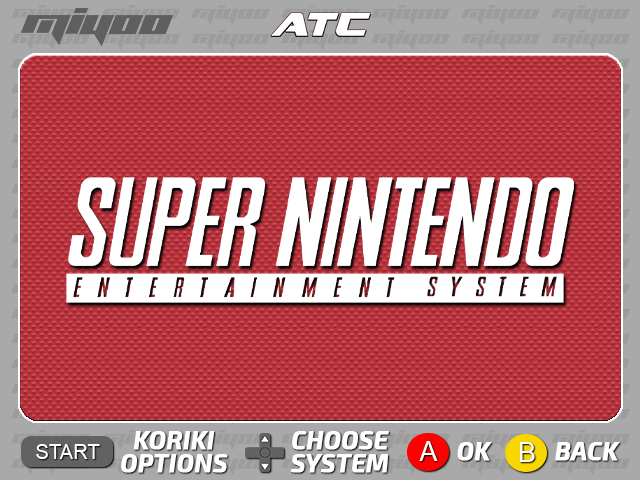 miyoo
ATC
SUPER NINTENDO
ENTERTAINMENT SYSTEM
START
KORIKI
OPTIONS
CHOOSE
SYSTEM
A
OK
B
BACK